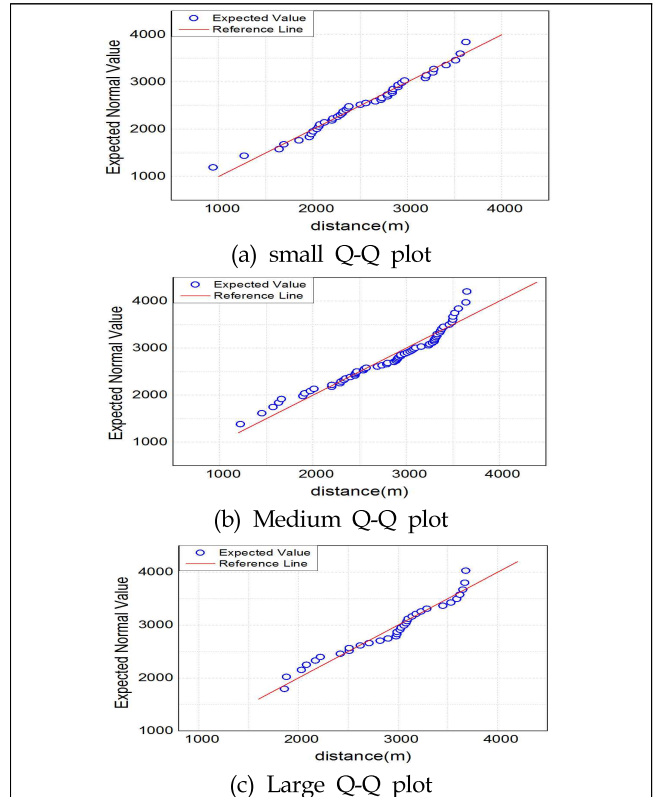 Expected Value
Reference Line
4000
3000
2000
1000
Expected Normal Value
1000 2000 3000 4000
distance(m)
(a) small Q-Q plot
Expected Value
Reference Line
4000
3000
2000
1000
Expected Normal Value
1000 2000 3000 4000
distance(m)
(b) Medium Q-Q plot
Expected Value
Reference Line
4000
3000
2000
1000
Expected Normal Value
1000 2000 3000 4000
distance(m)
(c) Large Q-Q plot